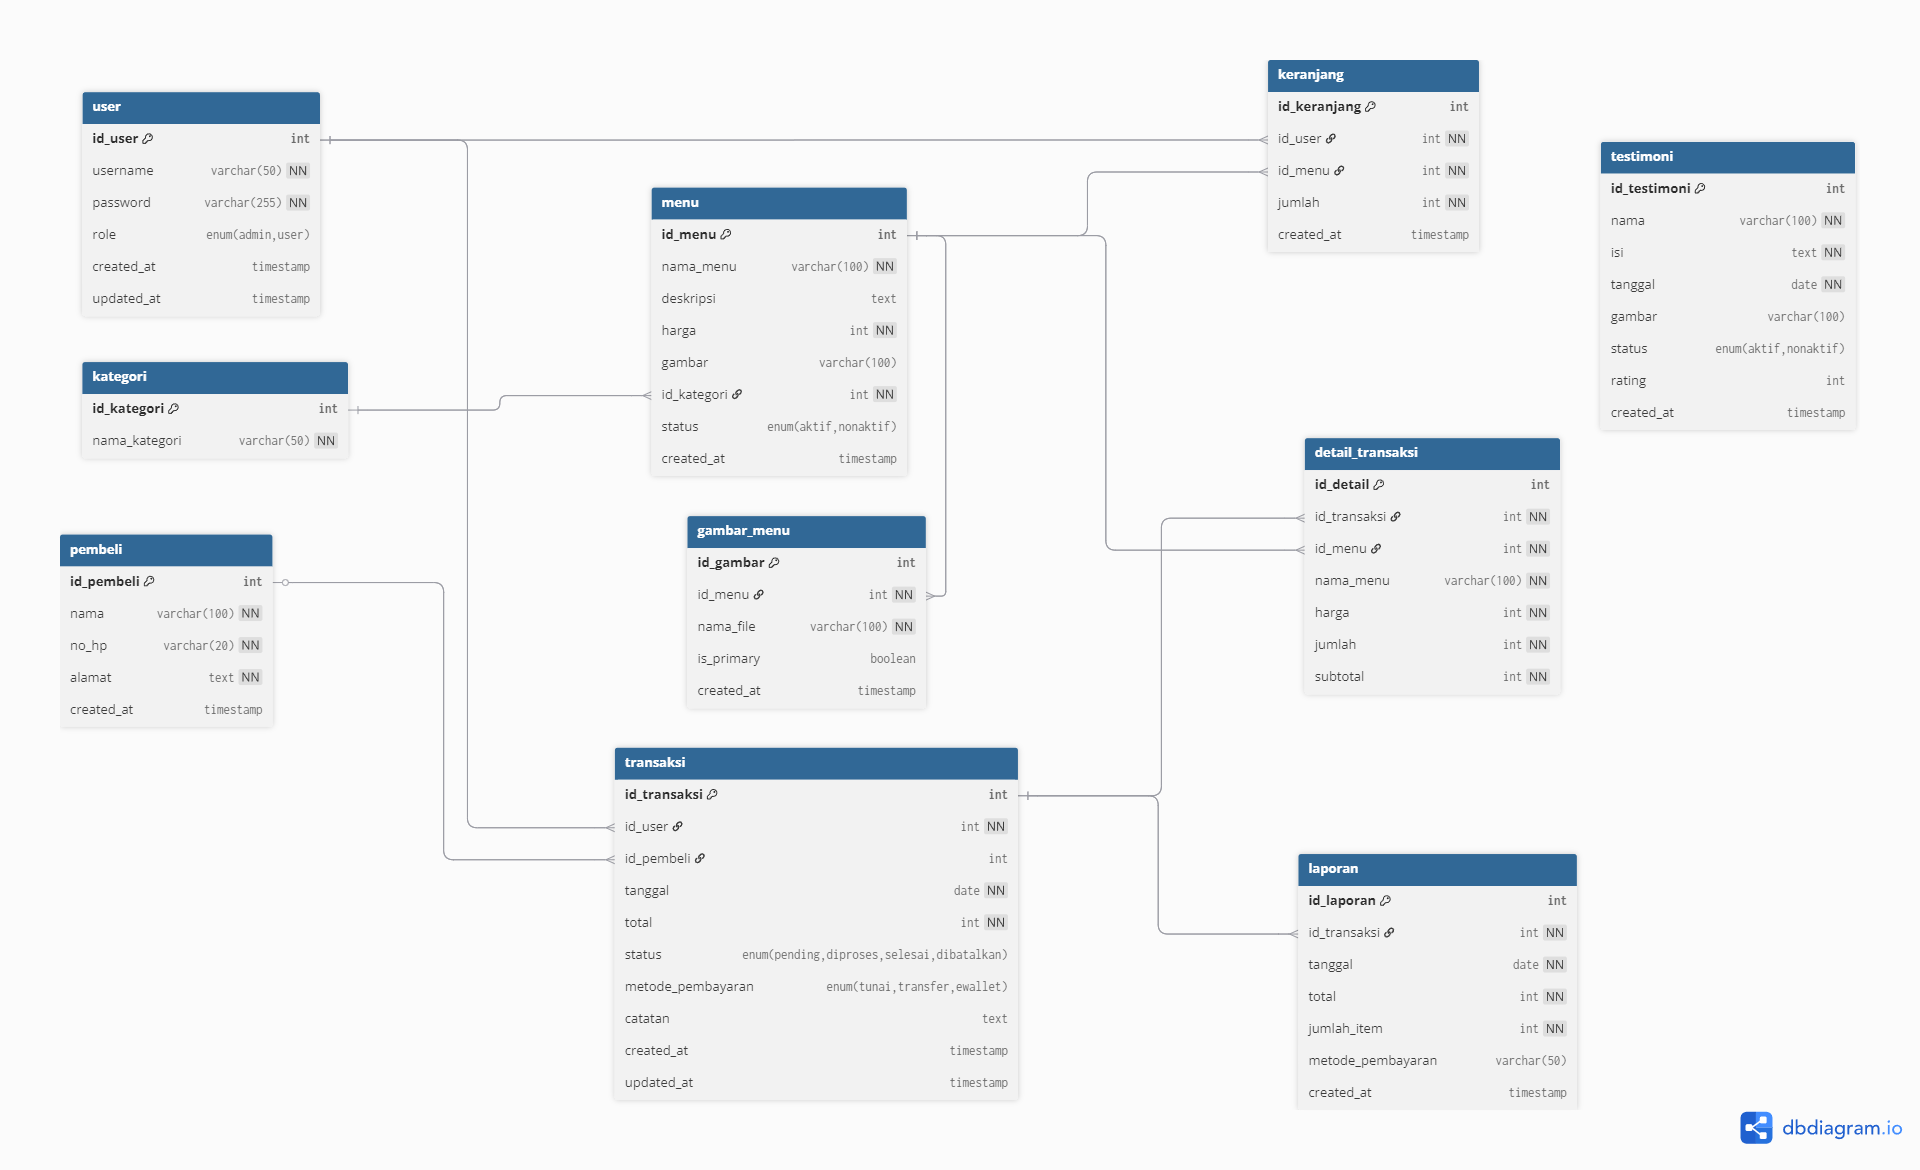 user
id_user int
username varchar(50) NN
password varchar(255) NN
role enum(admin,user)
created_at timestamp
updated_at timestamp
kategori
id_kategori int
nama_kategori varchar(50) NN
pembeli
id_pembeli int
nama varchar(100) NN
no_hp varchar(20) NN
alamat text NN
created_at timestamp
menu
id_menu int
nama_menu varchar(100) NN
deskripsi text
harga int NN
gambar varchar(100)
id_kategori int NN
status enum(aktif,nonaktif)
created_at timestamp
gambar_menu
id_gambar int
id_menu int NN
nama_file varchar(100) NN
is_primary boolean
created_at timestamp
transaksi
id_transaksi int
id_user int NN
id_pembeli int
tanggal date NN
total int NN
status enum(pending,diproses,selesai,dibatalkan)
metode_pembayaran enum(tunai,transfer,ewallet)
catatan text
created_at timestamp
updated_at timestamp
keranjang
id_keranjang int
id_user int NN
id_menu int NN
jumlah int NN
created_at timestamp
detail_transaksi
id_detail int
id_transaksi int NN
id_menu int NN
nama_menu varchar(100) NN
harga int NN
jumlah int NN
subtotal int NN
laporan
id_laporan int
id_transaksi int NN
tanggal date NN
total int NN
jumlah_item int NN
metode_pembayaran varchar(50)
created_at timestamp
testimoni
id_testimoni int
nama varchar(100) NN
isi text NN
tanggal date NN
gambar varchar(100)
status enum(aktif,nonaktif)
rating int
created_at timestamp
dbdiagram.io